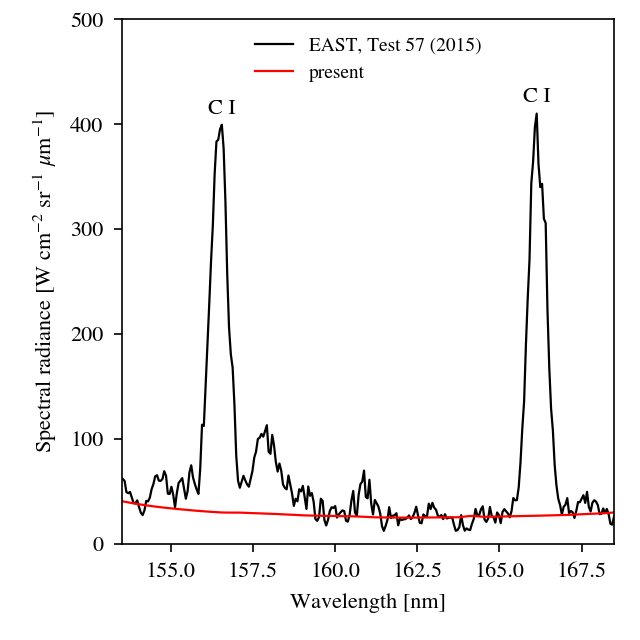 EAST, Test 57 (2015)
present
C I
C I
500
400
300
200
100
0
Spectral radiance [W cm⁻² sr⁻¹ μm⁻¹]
155.0 157.5 160.0 162.5 165.0 167.5
Wavelength [nm]